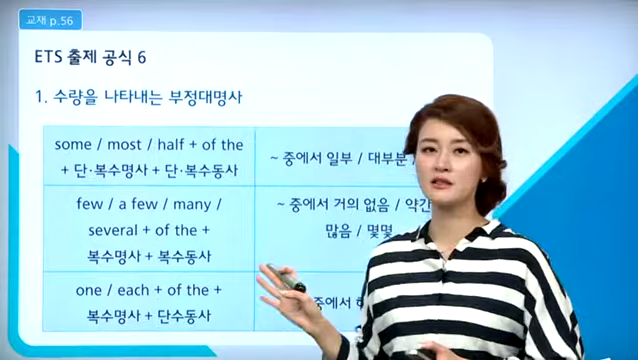 교재 p.56
ETS 출제 공식 6
1. 수량을 나타내는 부정대명사
some / most / half + of the
+ 단·복수명사 + 단·복수동사
~ 중에서 일부 / 대부분 /
few / a few / many /
several + of the +
복수명사 + 복수동사
~ 중에서 거의 없음 / 약간
많음 / 몇몇
one / each + of the +
복수명사 + 단수동사
중에서